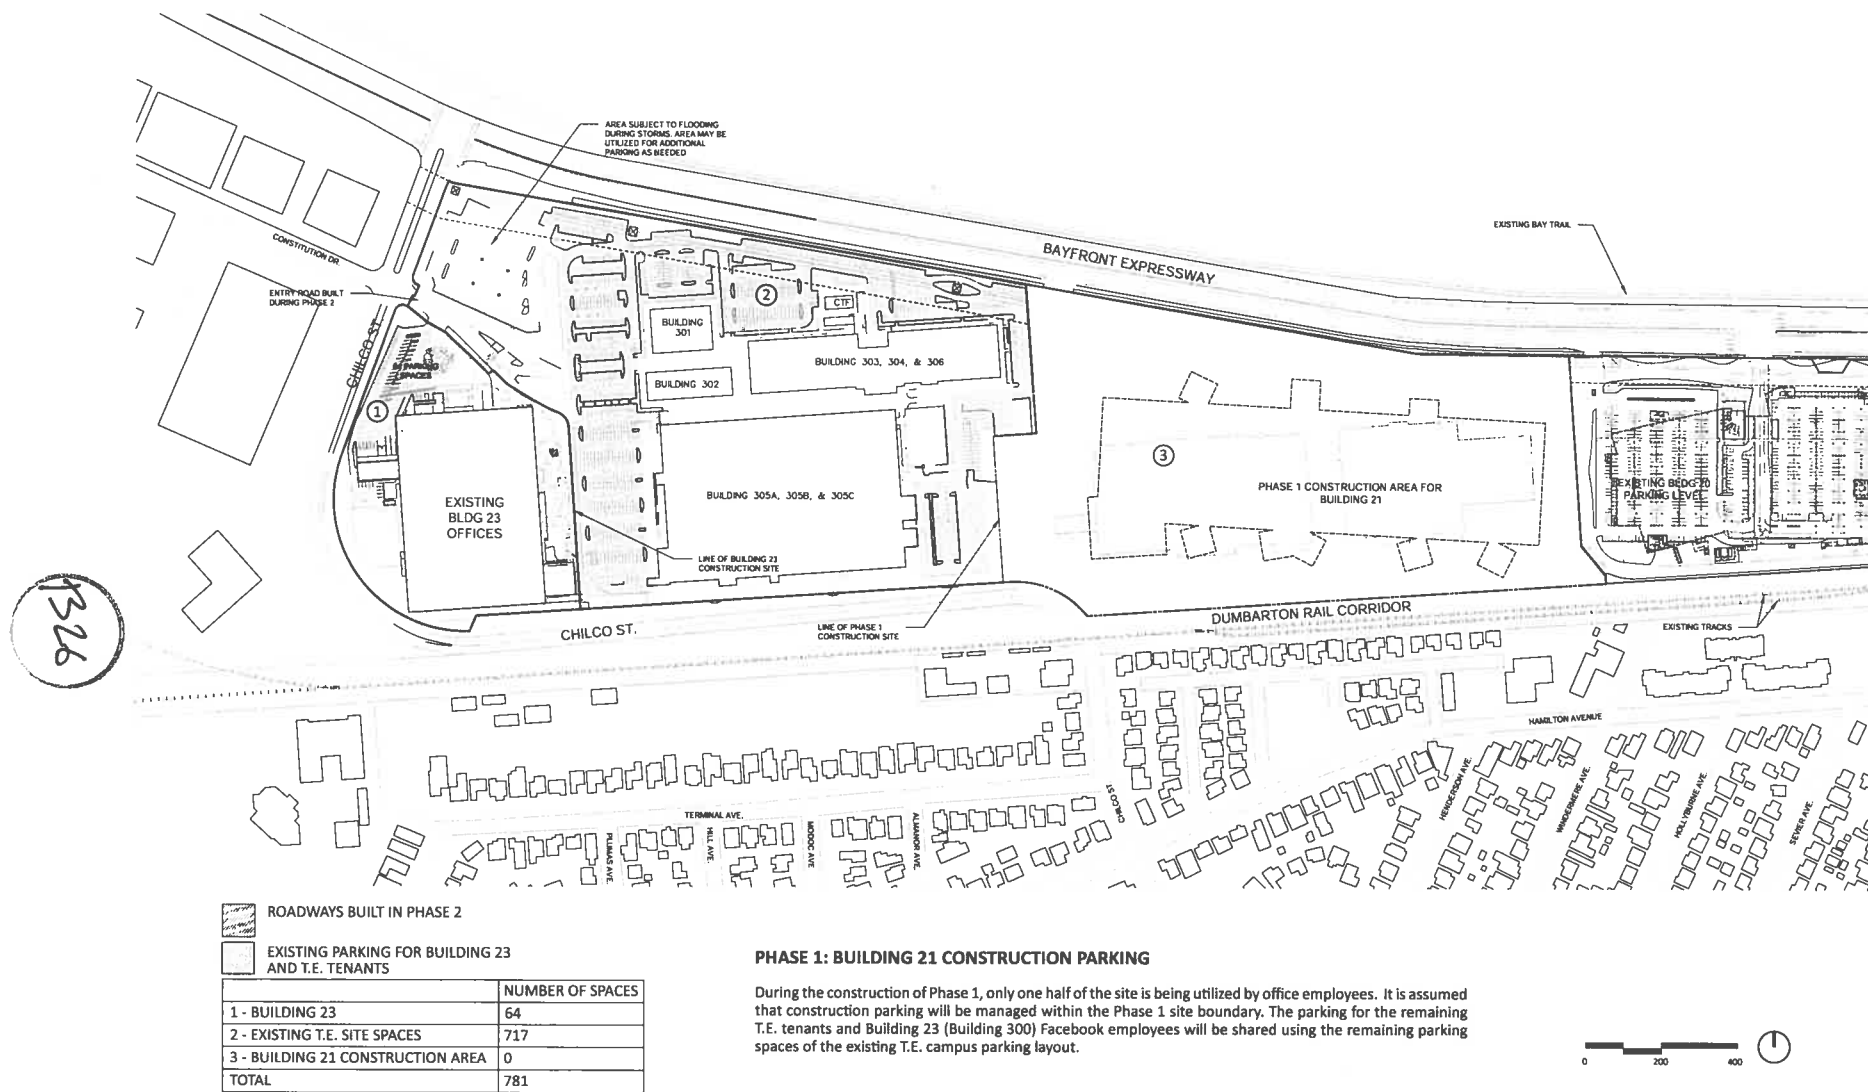 AREA SUBJECT TO FLOODING
DURING STORMS. AREA MAY BE
UTILIZED FOR ADDITIONAL
PARKING AS NEEDED
EXISTING BAY TRAIL
BAYFRONT EXPRESSWAY
CONSTITUTION DR
ENTRY ROAD BUILT
DURING PHASE 2
CHILCO ST
2
CTF
BUILDING
301
BUILDING 303, 304, & 306
BUILDING 302
64 PARKING
SPACES
1
3
EXISTING
BLDG 23
OFFICES
BUILDING 305A, 305B, & 305C
PHASE 1 CONSTRUCTION AREA FOR
BUILDING 21
EXISTING BLDG 20
PARKING LEVEL
LINE OF BUILDING 23
CONSTRUCTION SITE
B26
CHILCO ST.
LINE OF PHASE 1
CONSTRUCTION SITE
DUMBARTON RAIL CORRIDOR
EXISTING TRACKS
HAMILTON AVENUE
TERMINAL AVE.
PLUMAS AVE.
HILL AVE.
MODOC AVE
ALMANOR AVE.
CHILCO ST
HENDERSON AVE.
WINDERMERE AVE.
HOLLYBURNE AVE.
SEVIER AVE.
ROADWAYS BUILT IN PHASE 2
EXISTING PARKING FOR BUILDING 23
AND T.E. TENANTS
NUMBER OF SPACES
1 - BUILDING 23 64
2 - EXISTING T.E. SITE SPACES 717
3 - BUILDING 21 CONSTRUCTION AREA 0
TOTAL 781
PHASE 1: BUILDING 21 CONSTRUCTION PARKING
During the construction of Phase 1, only one half of the site is being utilized by office employees. It is assumed
that construction parking will be managed within the Phase 1 site boundary. The parking for the remaining
T.E. tenants and Building 23 (Building 300) Facebook employees will be shared using the remaining parking
spaces of the existing T.E. campus parking layout.
0 200 400